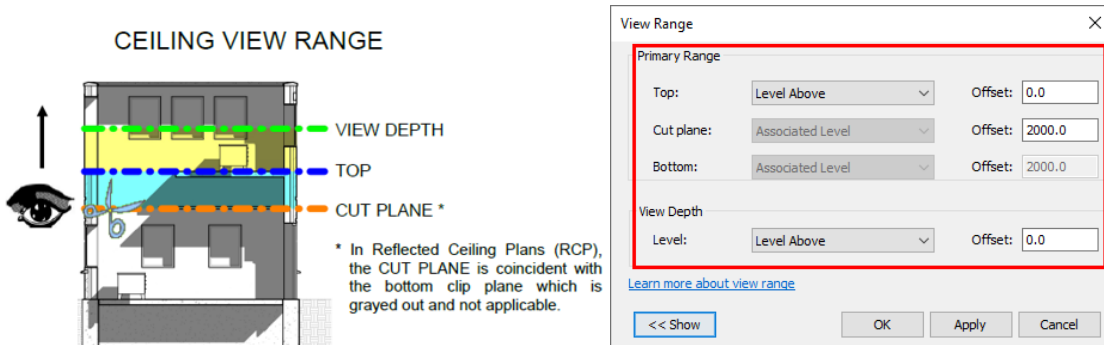 CEILING VIEW RANGE
VIEW DEPTH
TOP
CUT PLANE *
* In Reflected Ceiling Plans (RCP),
the CUT PLANE is coincident with
the bottom clip plane which is
grayed out and not applicable.
View Range
Primary Range
Top: Level Above Offset: 0.0
Cut plane: Associated Level Offset: 2000.0
Bottom: Associated Level Offset: 2000.0
View Depth
Level: Level Above Offset: 0.0
Learn more about view range
<< Show OK Apply Cancel